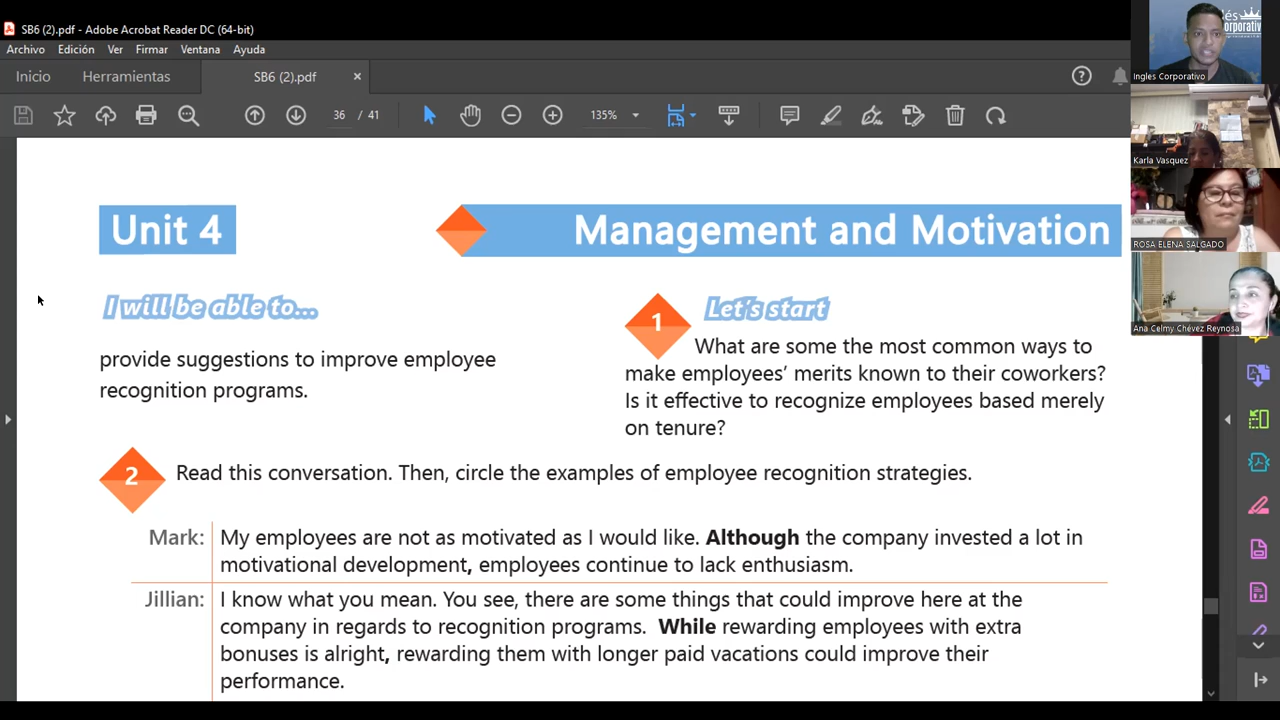 SB6 (2).pdf - Adobe Acrobat Reader DC (64-bit)
Archivo Edición Ver Firmar Ventana Ayuda
Inicio Herramientas SB6 (2).pdf ×
36 / 41 135%
Unit 4 Management and Motivation
I will be able to...
provide suggestions to improve employee
recognition programs.
1 Let's start
What are some the most common ways to
make employees' merits known to their coworkers?
Is it effective to recognize employees based merely
on tenure?
2 Read this conversation. Then, circle the examples of employee recognition strategies.
Mark: My employees are not as motivated as I would like. Although the company invested a lot in
motivational development, employees continue to lack enthusiasm.
Jillian: I know what you mean. You see, there are some things that could improve here at the
company in regards to recognition programs. While rewarding employees with extra
bonuses is alright, rewarding them with longer paid vacations could improve their
performance.
Ingles Corporativo
Karla Vasquez
ROSA ELENA SALGADO
Ana Celmy Chévez Reynosa